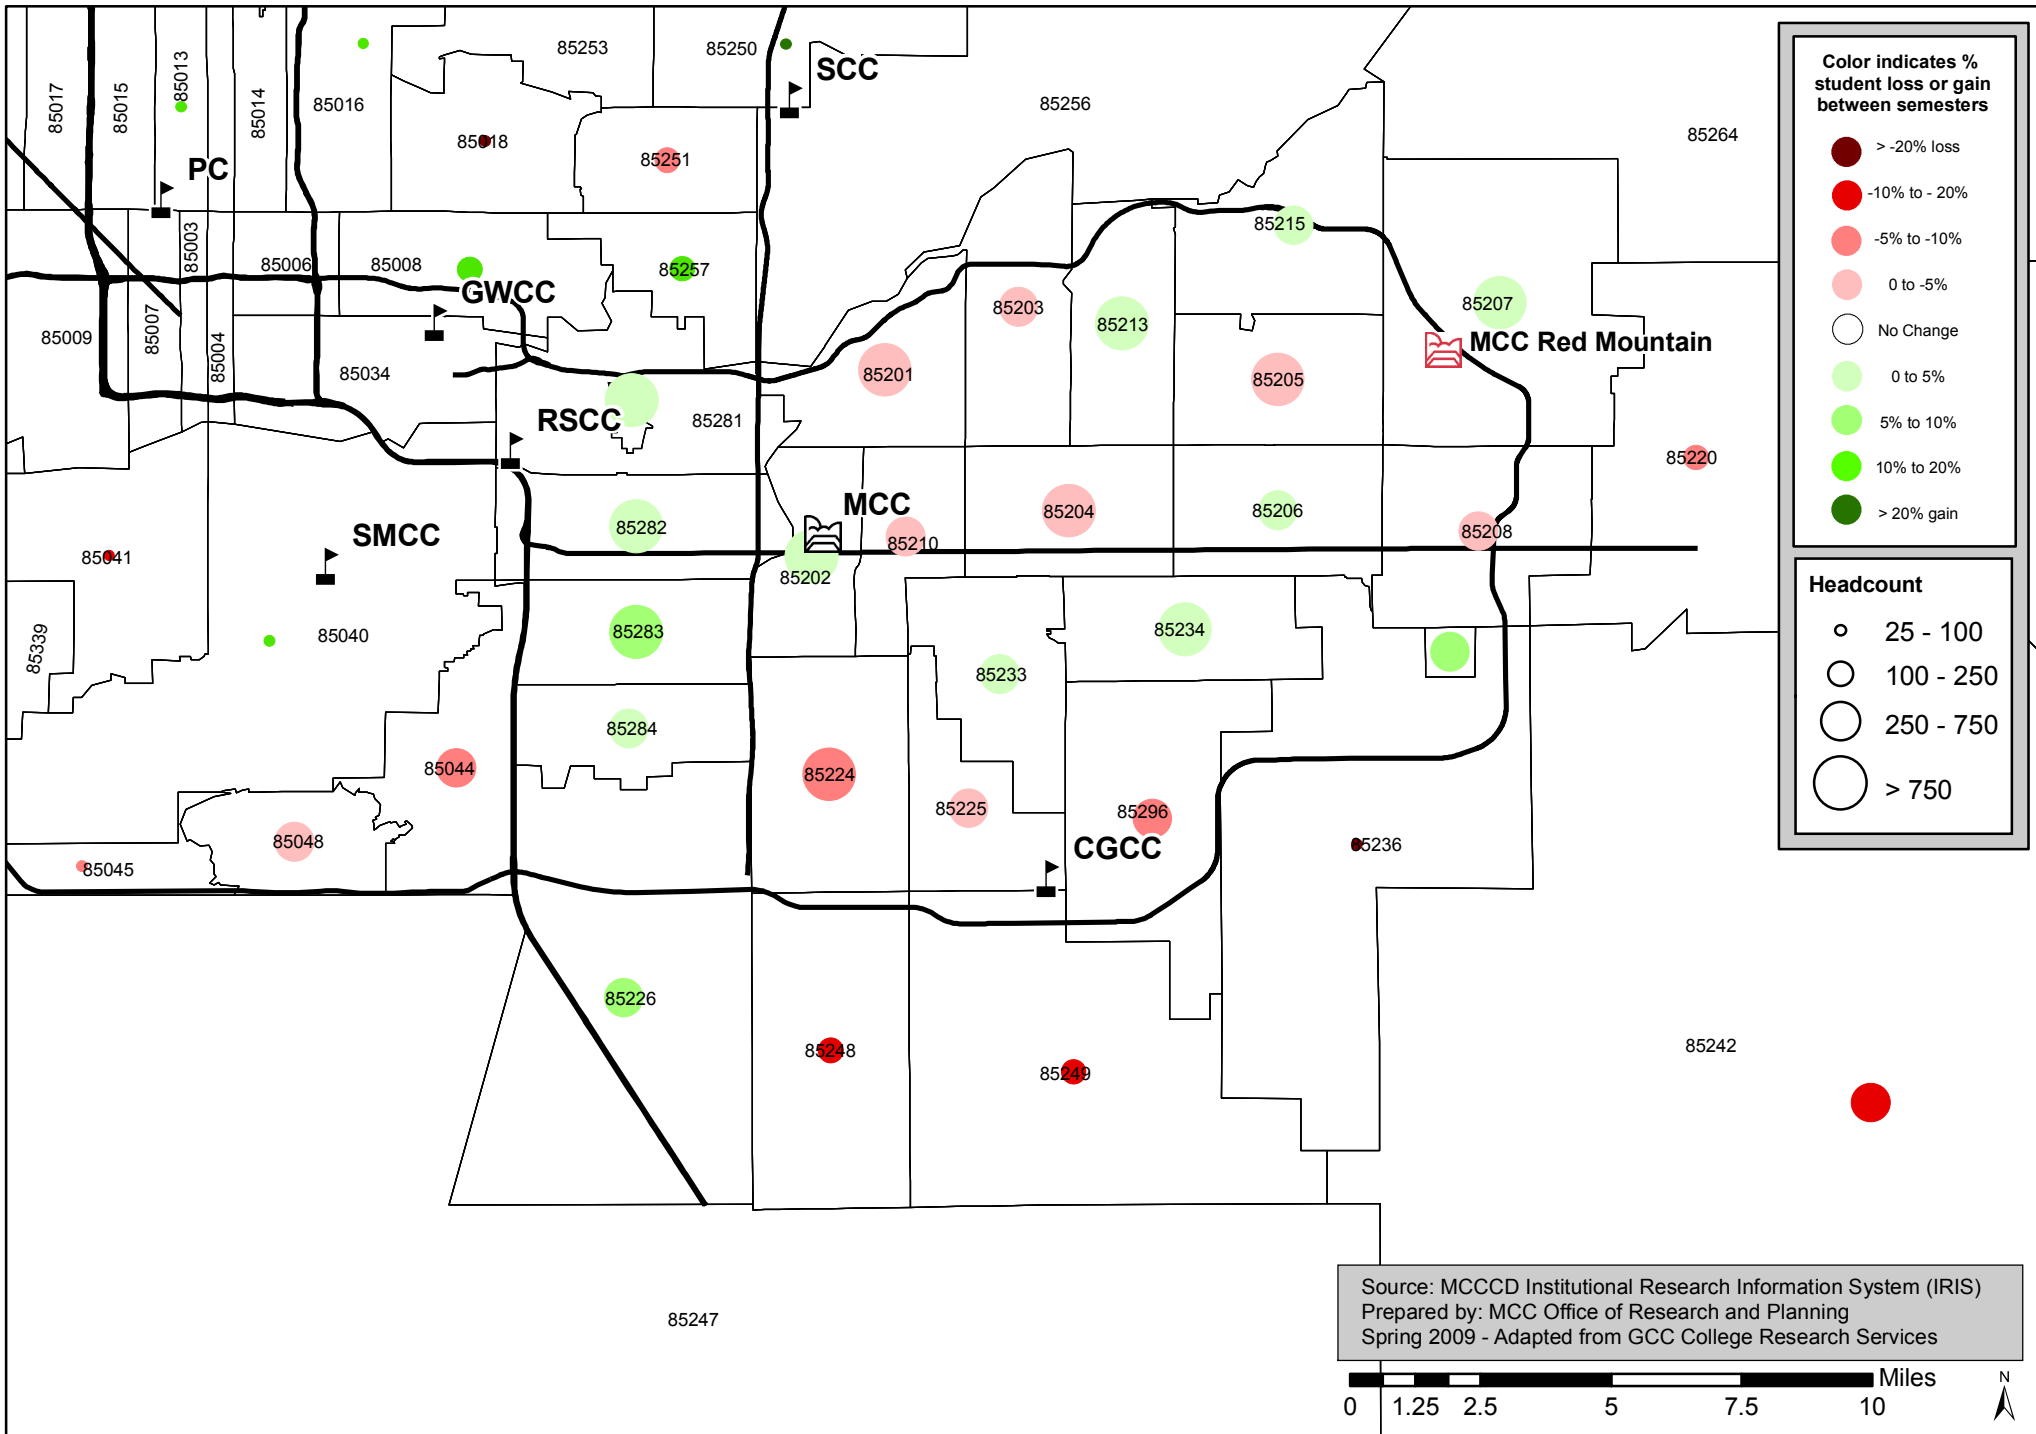 85253
85250
SCC
85013
85017
85015
85014
85016
85256
85264
85018
85251
PC
85215
85003
85006
85008
85257
GWCC
85203
85213
85207
85009
85007
85004
MCC Red Mountain
85034
85201
85205
RSCC
85281
85220
MCC
85282
85204
85206
85208
SMCC
85210
85041
85202
85339
85040
85283
85234
85233
85284
85044
85224
85225
85296
85048
CGCC
85236
85045
85226
85248
85249
85242
85247
Color indicates %
student loss or gain
between semesters
> -20% loss
-10% to - 20%
-5% to -10%
0 to -5%
No Change
0 to 5%
5% to 10%
10% to 20%
> 20% gain
Headcount
25 - 100
100 - 250
250 - 750
> 750
Source: MCCCD Institutional Research Information System (IRIS)
Prepared by: MCC Office of Research and Planning
Spring 2009 - Adapted from GCC College Research Services
Miles
0 1.25 2.5 5 7.5 10
N